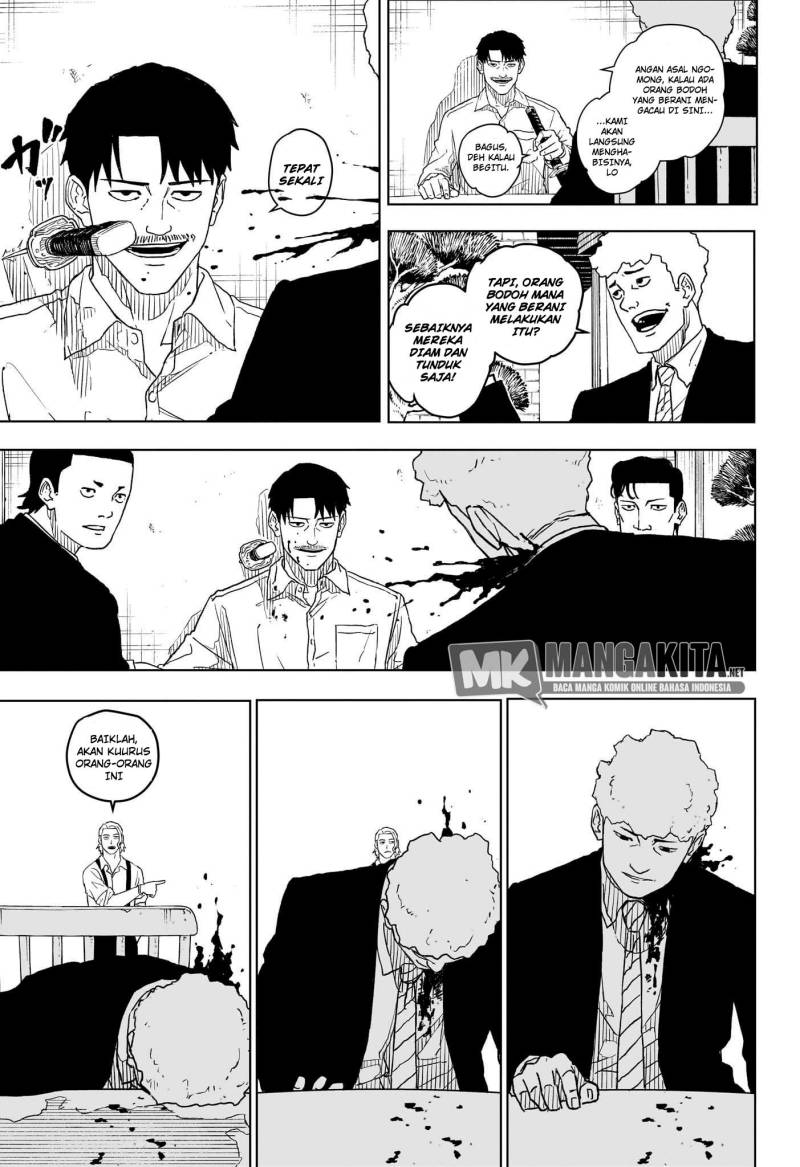 ANGAN ASAL NGO-
MONG, KALAU ADA
ORANG BODOH
YANG BERANI MEN-
GACAU DI SINI...
...KAMI
AKAN
LANGSUNG
MENGHA-
BISINYA,
LO
BAGUS,
DEH KALAU
BEGITU.
TEPAT
SEKALI
ガッ
TAPI, ORANG
BODOH MANA
YANG BERANI
MELAKUKAN
ITU?
SEBAIKNYA
MEREKA
DIAM DAN
TUNDUK
SAJA!
MK MANGAKITA.NET
BACA MANGA KOMIK ONLINE BAHASA INDONESIA
BAIKLAH,
AKAN KUURUS
ORANG-ORANG
INI